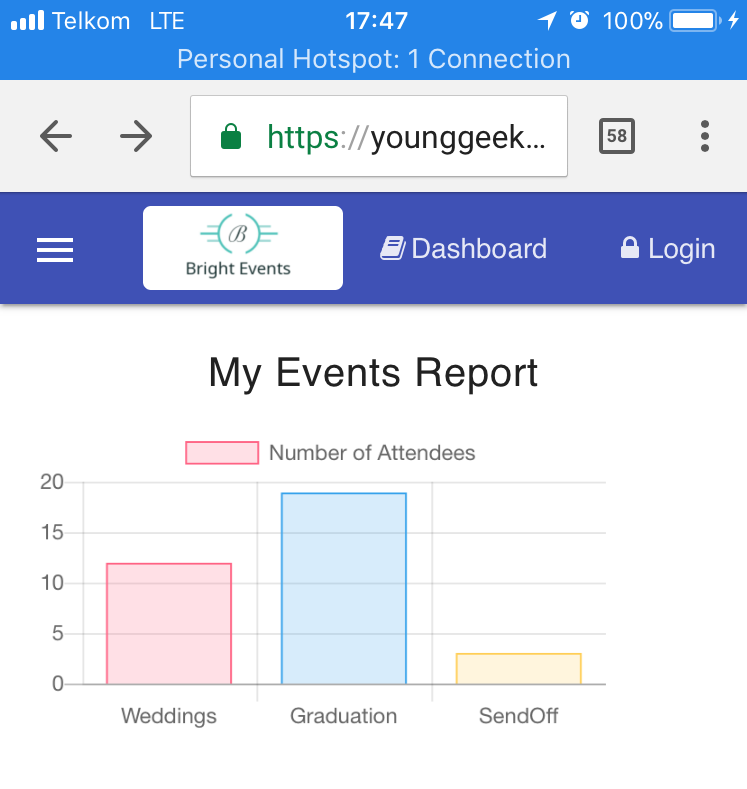 Telkom LTE 17:47 100%
Personal Hotspot: 1 Connection
https://younggeek... 58
B
Bright Events Dashboard Login
My Events Report
Number of Attendees
20
15
10
5
0
Weddings Graduation SendOff